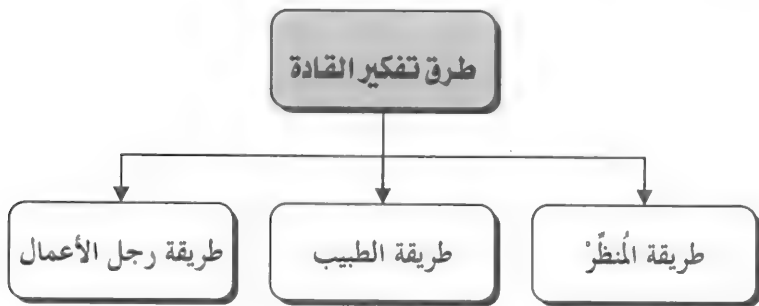 طرق تفكير القادة
طريقة المُنظِّرْ
طريقة الطبيب
طريقة رجل الأعمال